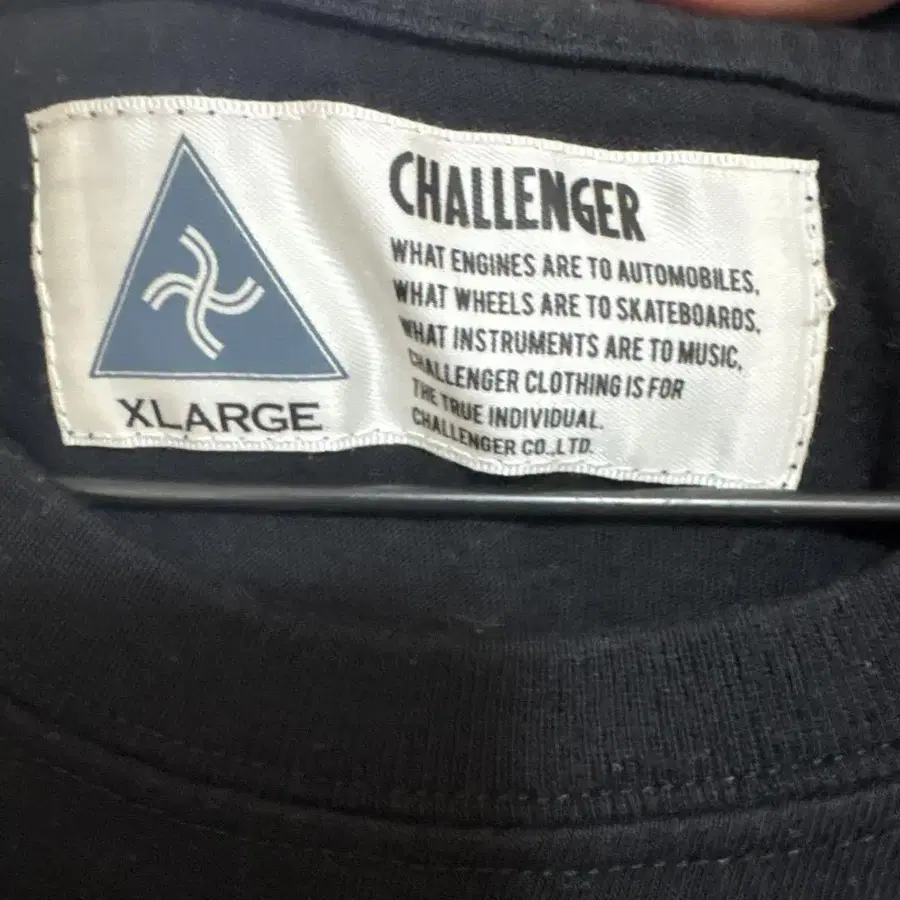 XLARGE
CHALLENGER
WHAT ENGINES ARE TO AUTOMOBILES,
WHAT WHEELS ARE TO SKATEBOARDS,
WHAT INSTRUMENTS ARE TO MUSIC,
CHALLENGER CLOTHING IS FOR
THE TRUE INDIVIDUAL.
CHALLENGER CO.,LTD.